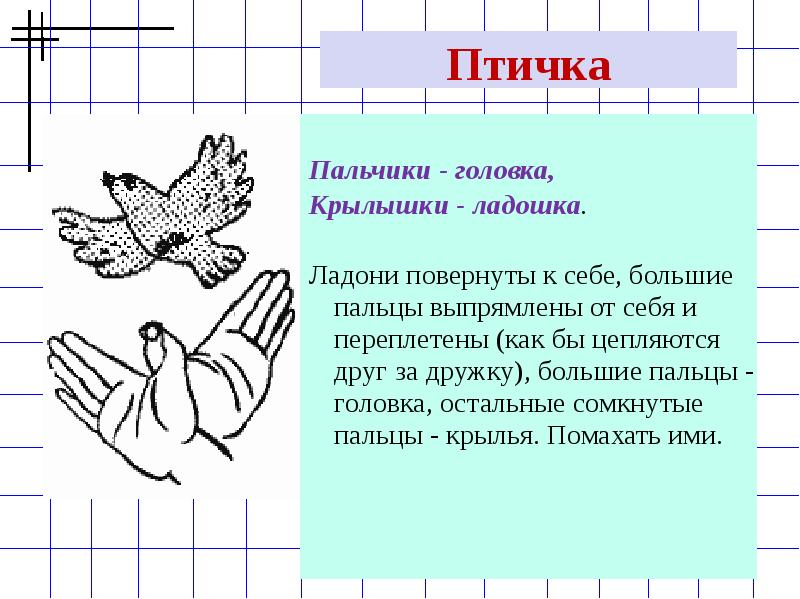 Птичка
Пальчики - головка,
Крылышки - ладошка.
Ладони повернуты к себе, большие
пальцы выпрямлены от себя и
переплетены (как бы цепляются
друг за дружку), большие пальцы -
головка, остальные сомкнутые
пальцы - крылья. Помахать ими.